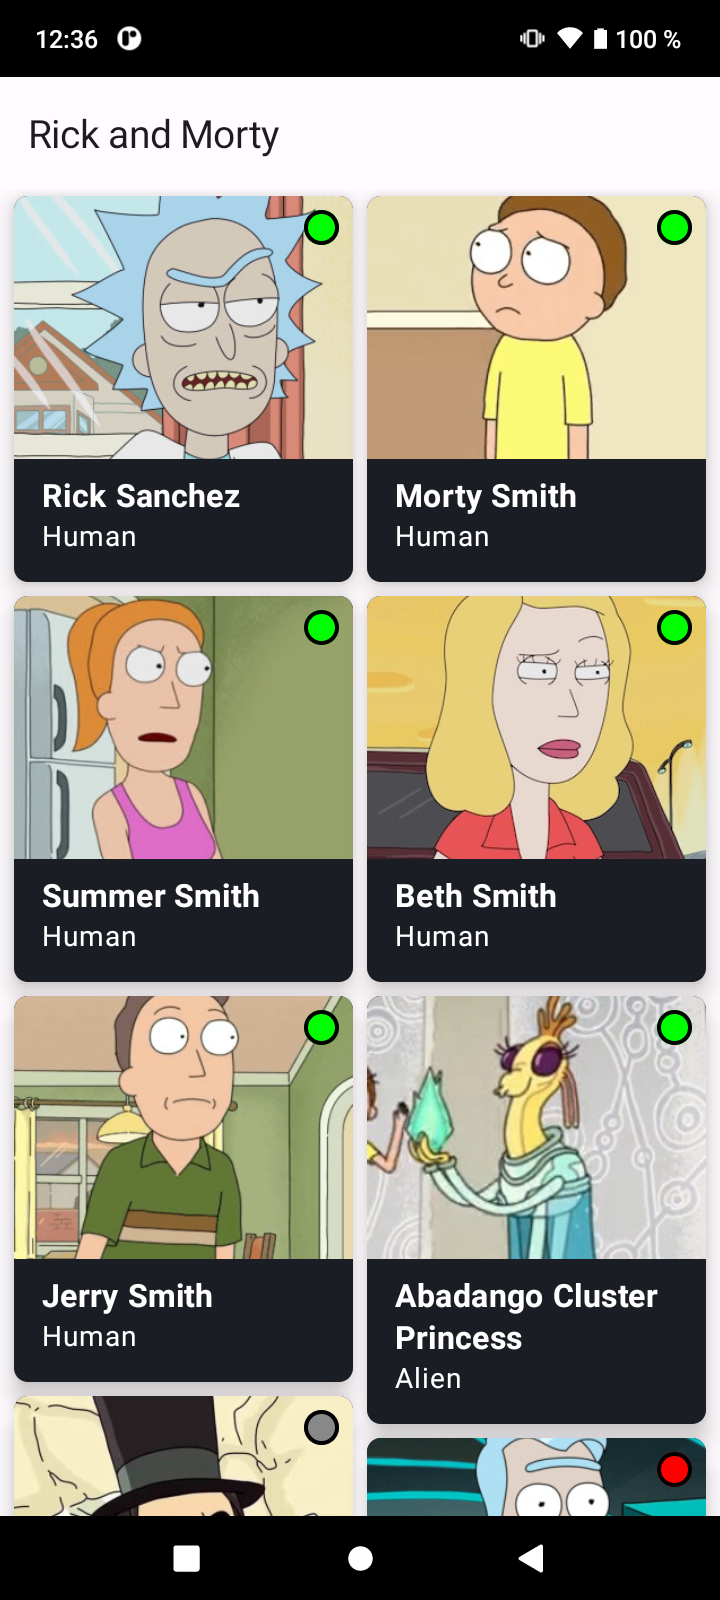 12:36
100 %
Rick and Morty
Rick Sanchez
Human
Morty Smith
Human
Summer Smith
Human
Beth Smith
Human
Jerry Smith
Human
Abadango Cluster
Princess
Alien